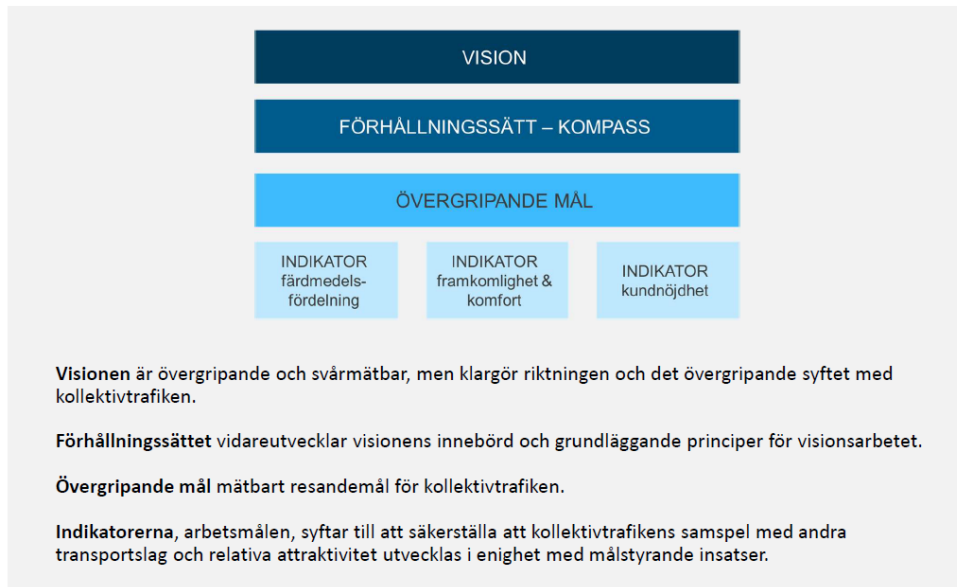 VISION
FÖRHÅLLNINGSSÄTT – KOMPASS
ÖVERGRIPANDE MÅL
INDIKATOR
färdmedels-
fördelning
INDIKATOR
framkomlighet &
komfort
INDIKATOR
kundnöjdhet
Visionen är övergripande och svårmätbar, men klargör riktningen och det övergripande syftet med
kollektivtrafiken.
Förhållningssättet vidareutvecklar visionens innebörd och grundläggande principer för visionsarbetet.
Övergripande mål mätbart resandemål för kollektivtrafiken.
Indikatorerna, arbetsmålen, syftar till att säkerställa att kollektivtrafikens samspel med andra
transportslag och relativa attraktivitet utvecklas i enighet med målstyrande insatser.